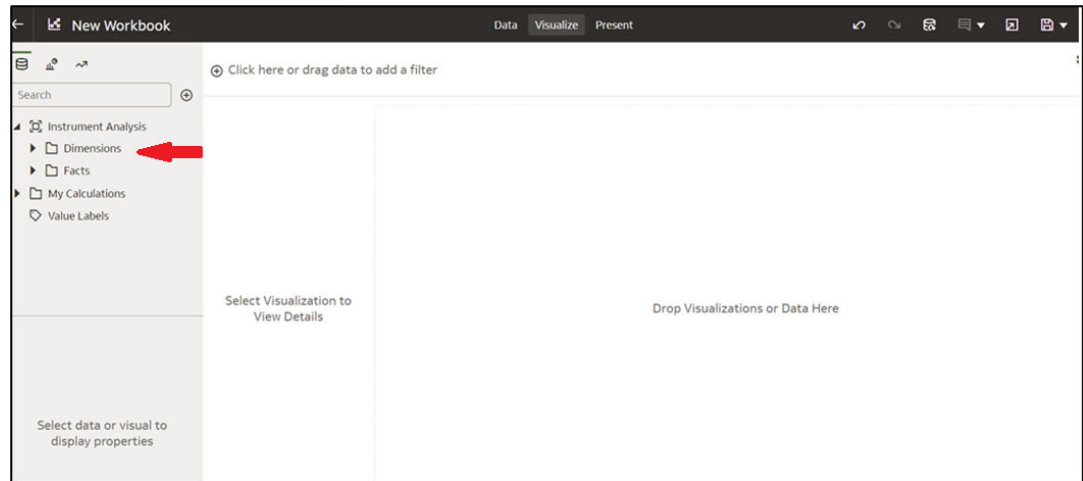 New Workbook
Data Visualize Present
Click here or drag data to add a filter
Search
Instrument Analysis
Dimensions
Facts
My Calculations
Value Labels
Select Visualization to
View Details
Drop Visualizations or Data Here
Select data or visual to
display properties